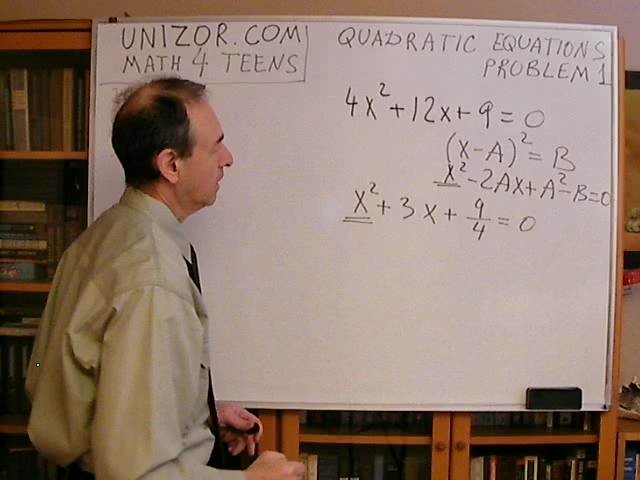 UNIZOR.COM
MATH 4 TEENS
QUADRATIC EQUATIONS
PROBLEM 1
4x² + 12x + 9 = 0
(x - A)² = B
x² - 2Ax + A² - B = 0
x² + 3x + 9/4 = 0